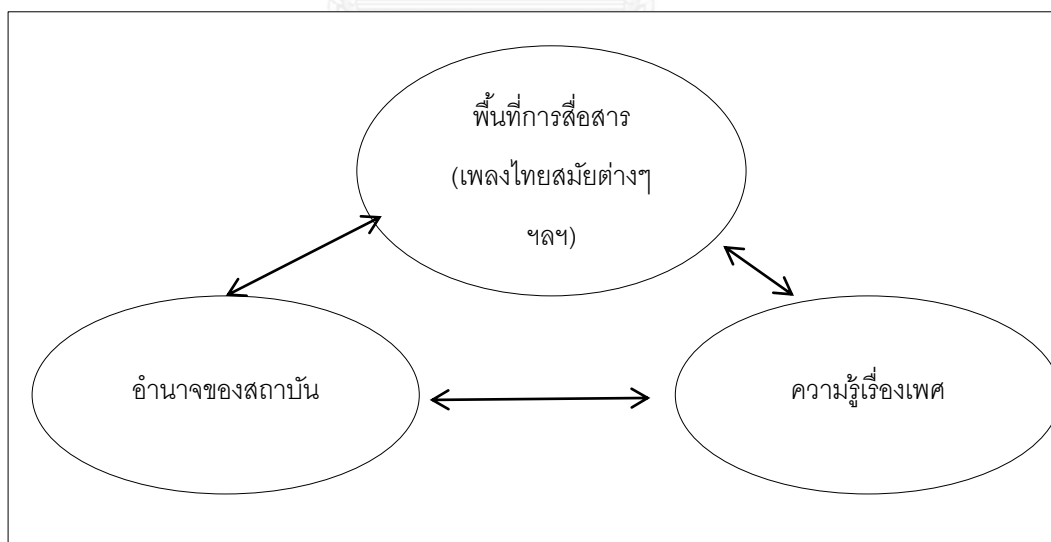 พื้นที่การสื่อสาร
(เพลงไทยสมัยต่างๆ
ฯลฯ)
อำนาจของสถาบัน
ความรู้เรื่องเพศ